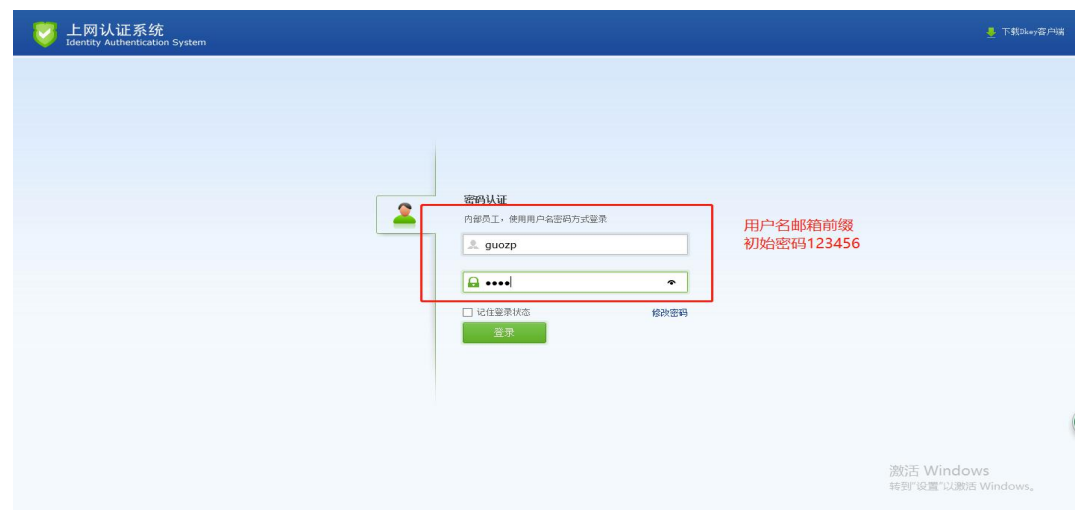 上网认证系统
Identity Authentication System
下载Dkey客户端
密码认证
内部员工，使用用户名密码方式登录
guozp
用户名邮箱前缀
初始密码123456
记住登录状态
修改密码
登录
激活 Windows
转到"设置"以激活 Windows。